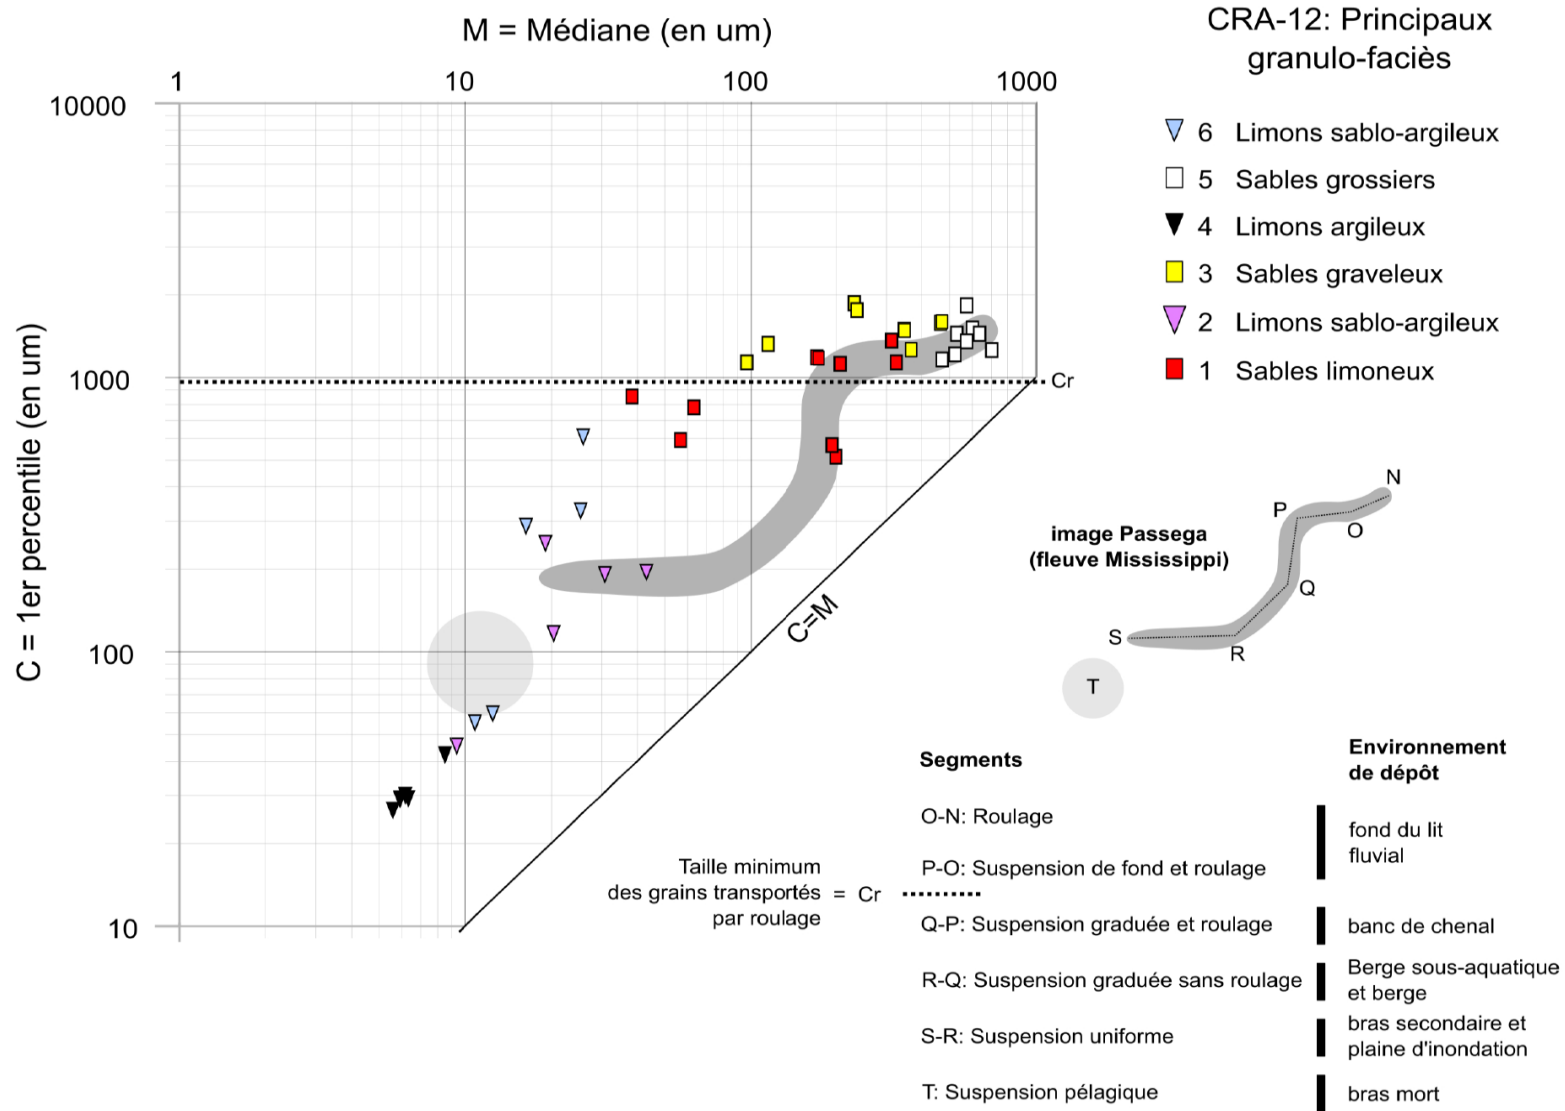 M = Médiane (en um)
1 10 100 1000
10000
1000
100
10
C = 1er percentile (en um)
Cr
C=M
CRA-12: Principaux
granulo-faciès
6 Limons sablo-argileux
5 Sables grossiers
4 Limons argileux
3 Sables graveleux
2 Limons sablo-argileux
1 Sables limoneux
image Passega
(fleuve Mississippi)
N
P
O
Q
S
R
T
Segments
Environnement
de dépôt
O-N: Roulage
fond du lit
fluvial
P-O: Suspension de fond et roulage
Taille minimum
des grains transportés = Cr
par roulage
Q-P: Suspension graduée et roulage
banc de chenal
R-Q: Suspension graduée sans roulage
Berge sous-aquatique
et berge
S-R: Suspension uniforme
bras secondaire et
plaine d'inondation
T: Suspension pélagique
bras mort